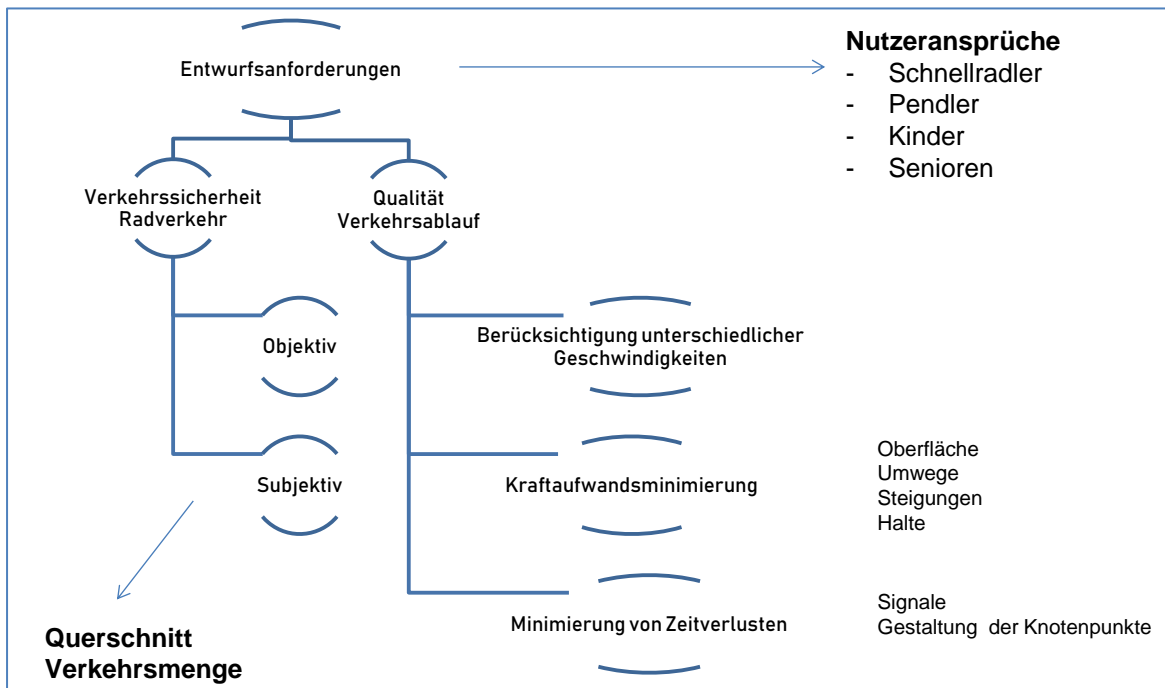 Entwurfsanforderungen
Nutzeransprüche
- Schnellradler
- Pendler
- Kinder
- Senioren
Verkehrssicherheit
Radverkehr
Qualität
Verkehrsablauf
Objektiv
Subjektiv
Berücksichtigung unterschiedlicher
Geschwindigkeiten
Kraftaufwandsminimierung
Oberfläche
Umwege
Steigungen
Halte
Minimierung von Zeitverlusten
Signale
Gestaltung der Knotenpunkte
Querschnitt
Verkehrsmenge